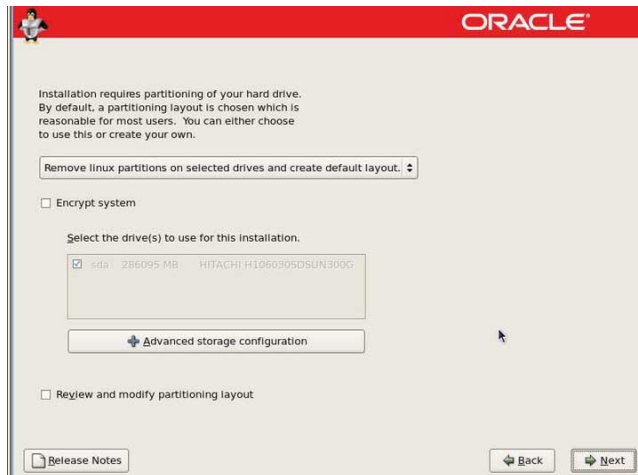 ORACLE
Installation requires partitioning of your hard drive.
By default, a partitioning layout is chosen which is
reasonable for most users. You can either choose
to use this or create your own.
Remove linux partitions on selected drives and create default layout.
Encrypt system
Select the drive(s) to use for this installation.
sda 286095 MB HITACHI H106030SDSUN300G
Advanced storage configuration
Review and modify partitioning layout
Release Notes
Back
Next